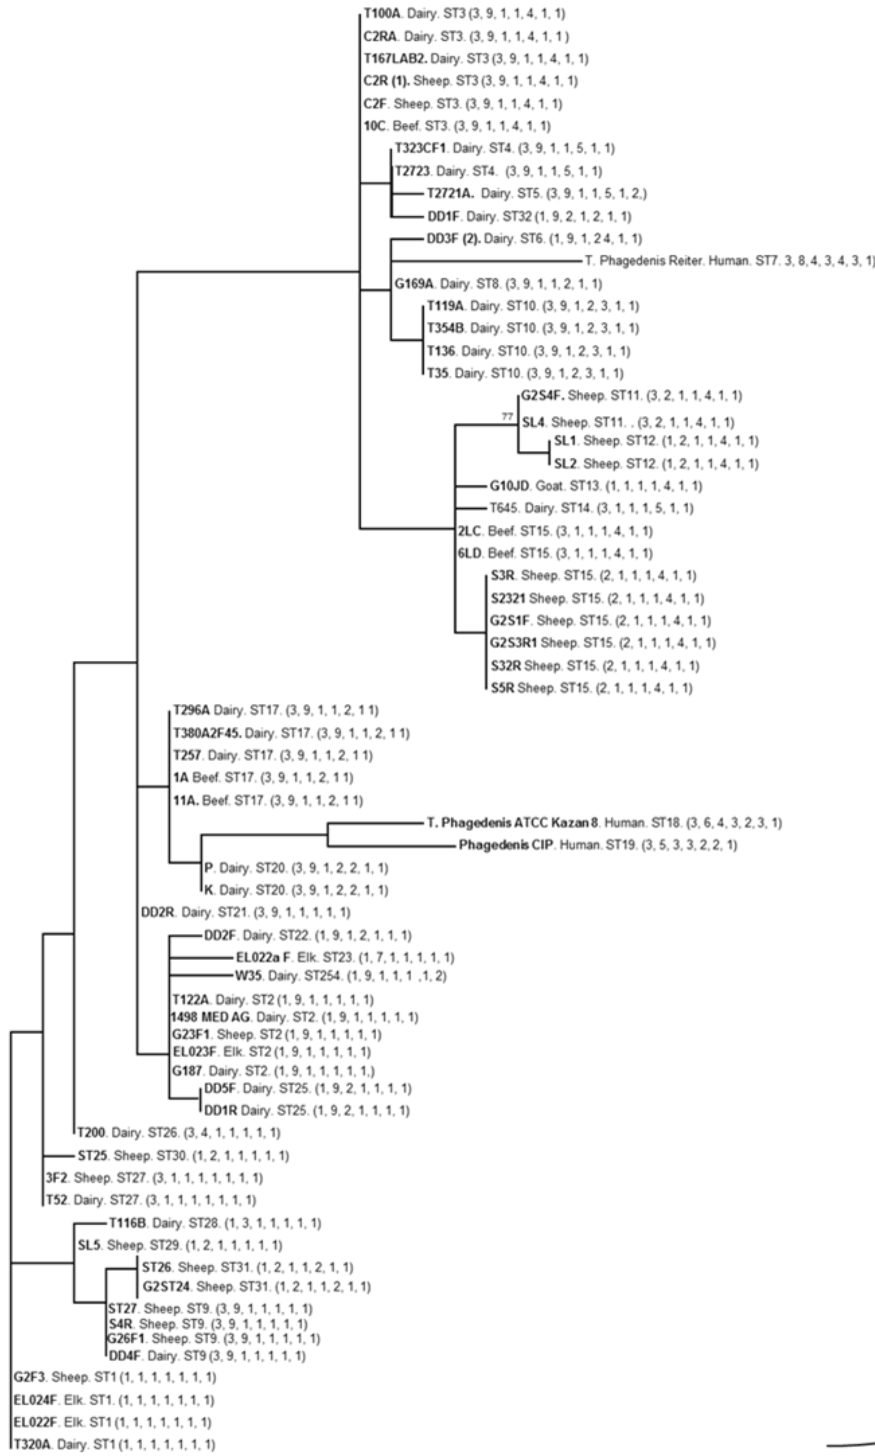 T100A. Dairy. ST3 (3, 9, 1, 1, 4, 1, 1)
C2RA. Dairy. ST3. (3, 9, 1, 1, 4, 1, 1 )
T167LAB2. Dairy. ST3 (3, 9, 1, 1, 4, 1, 1)
C2R (1). Sheep. ST3 (3, 9, 1, 1, 4, 1, 1)
C2F. Sheep. ST3. (3, 9, 1, 1, 4, 1, 1)
10C. Beef. ST3. (3, 9, 1, 1, 4, 1, 1)
T323CF1. Dairy. ST4. (3, 9, 1, 1, 5, 1, 1)
T2723. Dairy. ST4. (3, 9, 1, 1, 5, 1, 1)
T2721A. Dairy. ST5. (3, 9, 1, 1, 5, 1, 2,)
DD1F. Dairy. ST32 (1, 9, 2, 1, 2, 1, 1)
DD3F (2). Dairy. ST6. (1, 9, 1, 2 4, 1, 1)
T. Phagedenis Reiter. Human. ST7. 3, 8, 4, 3, 4, 3, 1)
G169A. Dairy. ST8. (3, 9, 1, 1, 2, 1, 1)
T119A. Dairy. ST10. (3, 9, 1, 2, 3, 1, 1)
T354B. Dairy. ST10. (3, 9, 1, 2, 3, 1, 1)
T136. Dairy. ST10. (3, 9, 1, 2, 3, 1, 1)
T35. Dairy. ST10. (3, 9, 1, 2, 3, 1, 1)
G2S4F. Sheep. ST11. (3, 2, 1, 1, 4, 1, 1)
77
SL4. Sheep. ST11. . (3, 2, 1, 1, 4, 1, 1)
SL1. Sheep. ST12. (1, 2, 1, 1, 4, 1, 1)
SL2. Sheep. ST12. (1, 2, 1, 1, 4, 1, 1)
G10JD. Goat. ST13. (1, 1, 1, 1, 4, 1, 1)
T645. Dairy. ST14. (3, 1, 1, 1, 5, 1, 1)
2LC. Beef. ST15. (3, 1, 1, 1, 4, 1, 1)
6LD. Beef. ST15. (3, 1, 1, 1, 4, 1, 1)
S3R. Sheep. ST15. (2, 1, 1, 1, 4, 1, 1)
S2321 Sheep. ST15. (2, 1, 1, 1, 4, 1, 1)
G2S1F. Sheep. ST15. (2, 1, 1, 1, 4, 1, 1)
G2S3R1 Sheep. ST15. (2, 1, 1, 1, 4, 1, 1)
S32R Sheep. ST15. (2, 1, 1, 1, 4, 1, 1)
S5R Sheep. ST15. (2, 1, 1, 1, 4, 1, 1)
T296A Dairy. ST17. (3, 9, 1, 1, 2, 1 1)
T380A2F45. Dairy. ST17. (3, 9, 1, 1, 2, 1 1)
T257. Dairy. ST17. (3, 9, 1, 1, 2, 1 1)
1A Beef. ST17. (3, 9, 1, 1, 2, 1 1)
11A. Beef. ST17. (3, 9, 1, 1, 2, 1 1)
T. Phagedenis ATCC Kazan 8. Human. ST18. (3, 6, 4, 3, 2, 3, 1)
Phagedenis CIP. Human. ST19. (3, 5, 3, 3, 2, 2, 1)
P. Dairy. ST20. (3, 9, 1, 2, 2, 1, 1)
K. Dairy. ST20. (3, 9, 1, 2, 2, 1, 1)
DD2R. Dairy. ST21. (3, 9, 1, 1, 1, 1, 1)
DD2F. Dairy. ST22. (1, 9, 1, 2, 1, 1, 1)
EL022a F. Elk. ST23. (1, 7, 1, 1, 1, 1, 1)
W35. Dairy. ST254. (1, 9, 1, 1, 1 ,1, 2)
T122A. Dairy. ST2 (1, 9, 1, 1, 1, 1, 1)
1498 MED AG. Dairy. ST2. (1, 9, 1, 1, 1, 1, 1)
G23F1. Sheep. ST2 (1, 9, 1, 1, 1, 1, 1)
EL023F. Elk. ST2 (1, 9, 1, 1, 1, 1, 1)
G187. Dairy. ST2. (1, 9, 1, 1, 1, 1, 1,)
DD5F. Dairy. ST25. (1, 9, 2, 1, 1, 1, 1)
DD1R Dairy. ST25. (1, 9, 2, 1, 1, 1, 1)
T200. Dairy. ST26. (3, 4, 1, 1, 1, 1, 1)
ST25. Sheep. ST30. (1, 2, 1, 1, 1, 1, 1)
3F2. Sheep. ST27. (3, 1, 1, 1, 1, 1, 1, 1)
T52. Dairy. ST27. (3, 1, 1, 1, 1, 1, 1, 1)
T116B. Dairy. ST28. (1, 3, 1, 1, 1, 1, 1)
SL5. Sheep. ST29. (1, 2, 1, 1, 1, 1, 1)
ST26. Sheep. ST31. (1, 2, 1, 1, 2, 1, 1)
G2ST24. Sheep. ST31. (1, 2, 1, 1, 2, 1, 1)
ST27. Sheep. ST9. (3, 9, 1, 1, 1, 1, 1)
S4R. Sheep. ST9. (3, 9, 1, 1, 1, 1, 1)
G26F1. Sheep. ST9. (3, 9, 1, 1, 1, 1, 1)
DD4F. Dairy. ST9 (3, 9, 1, 1, 1, 1, 1)
G2F3. Sheep. ST1 (1, 1, 1, 1, 1, 1, 1)
EL024F. Elk. ST1. (1, 1, 1, 1, 1, 1, 1)
EL022F. Elk. ST1 (1, 1, 1, 1, 1, 1, 1)
T320A. Dairy. ST1 (1, 1, 1, 1, 1, 1, 1)